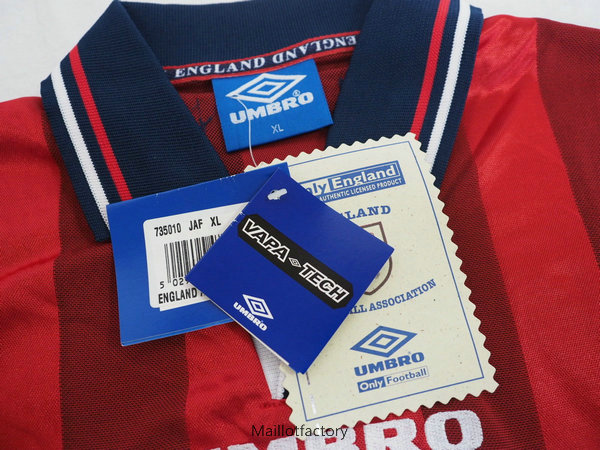 ENGLAND ENGLAND
UMBRO
XL
735010 JAF XL
ENGLAND
Only England
AUTHENTIC LICENSED PRODUCT
VAPA TECH
UMBRO
ASSOCIATION
UMBRO
Only Football
UMBRO
Maillotfactory